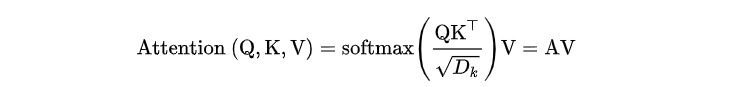 Attention (Q, K, V) = softmax(QK^⊤ / √D_k)V = AV